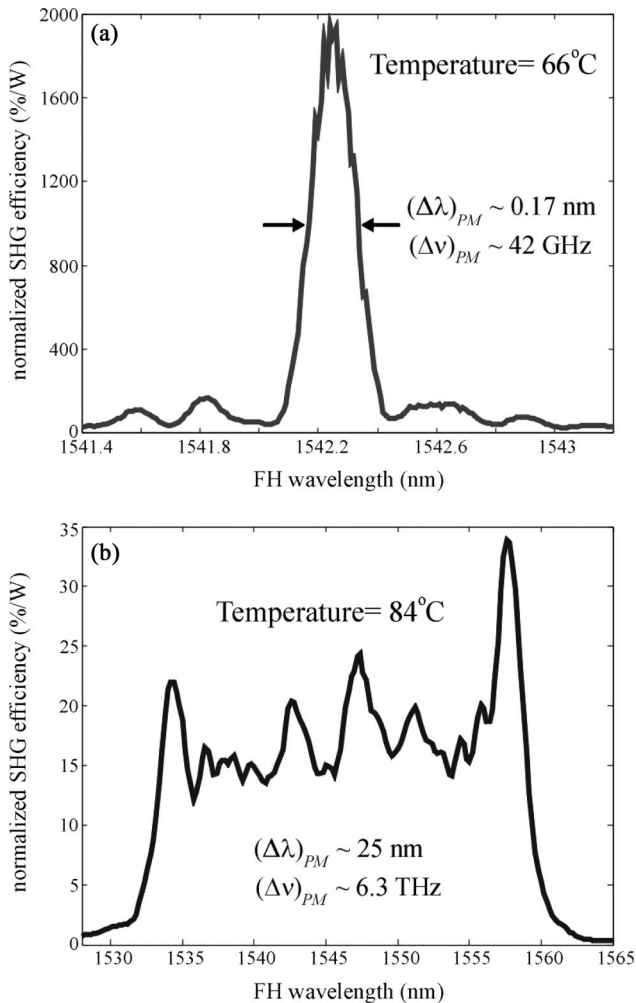 (a)
Temperature= 66°C
(Δλ)PM ~ 0.17 nm
(Δν)PM ~ 42 GHz
normalized SHG efficiency (%/W)
2000
1600
1200
800
400
0
1541.4 1541.8 1542.2 1542.6 1543
FH wavelength (nm)
(b)
Temperature= 84°C
(Δλ)PM ~ 25 nm
(Δν)PM ~ 6.3 THz
normalized SHG efficiency (%/W)
35
30
25
20
15
10
5
0
1530 1535 1540 1545 1550 1555 1560 1565
FH wavelength (nm)